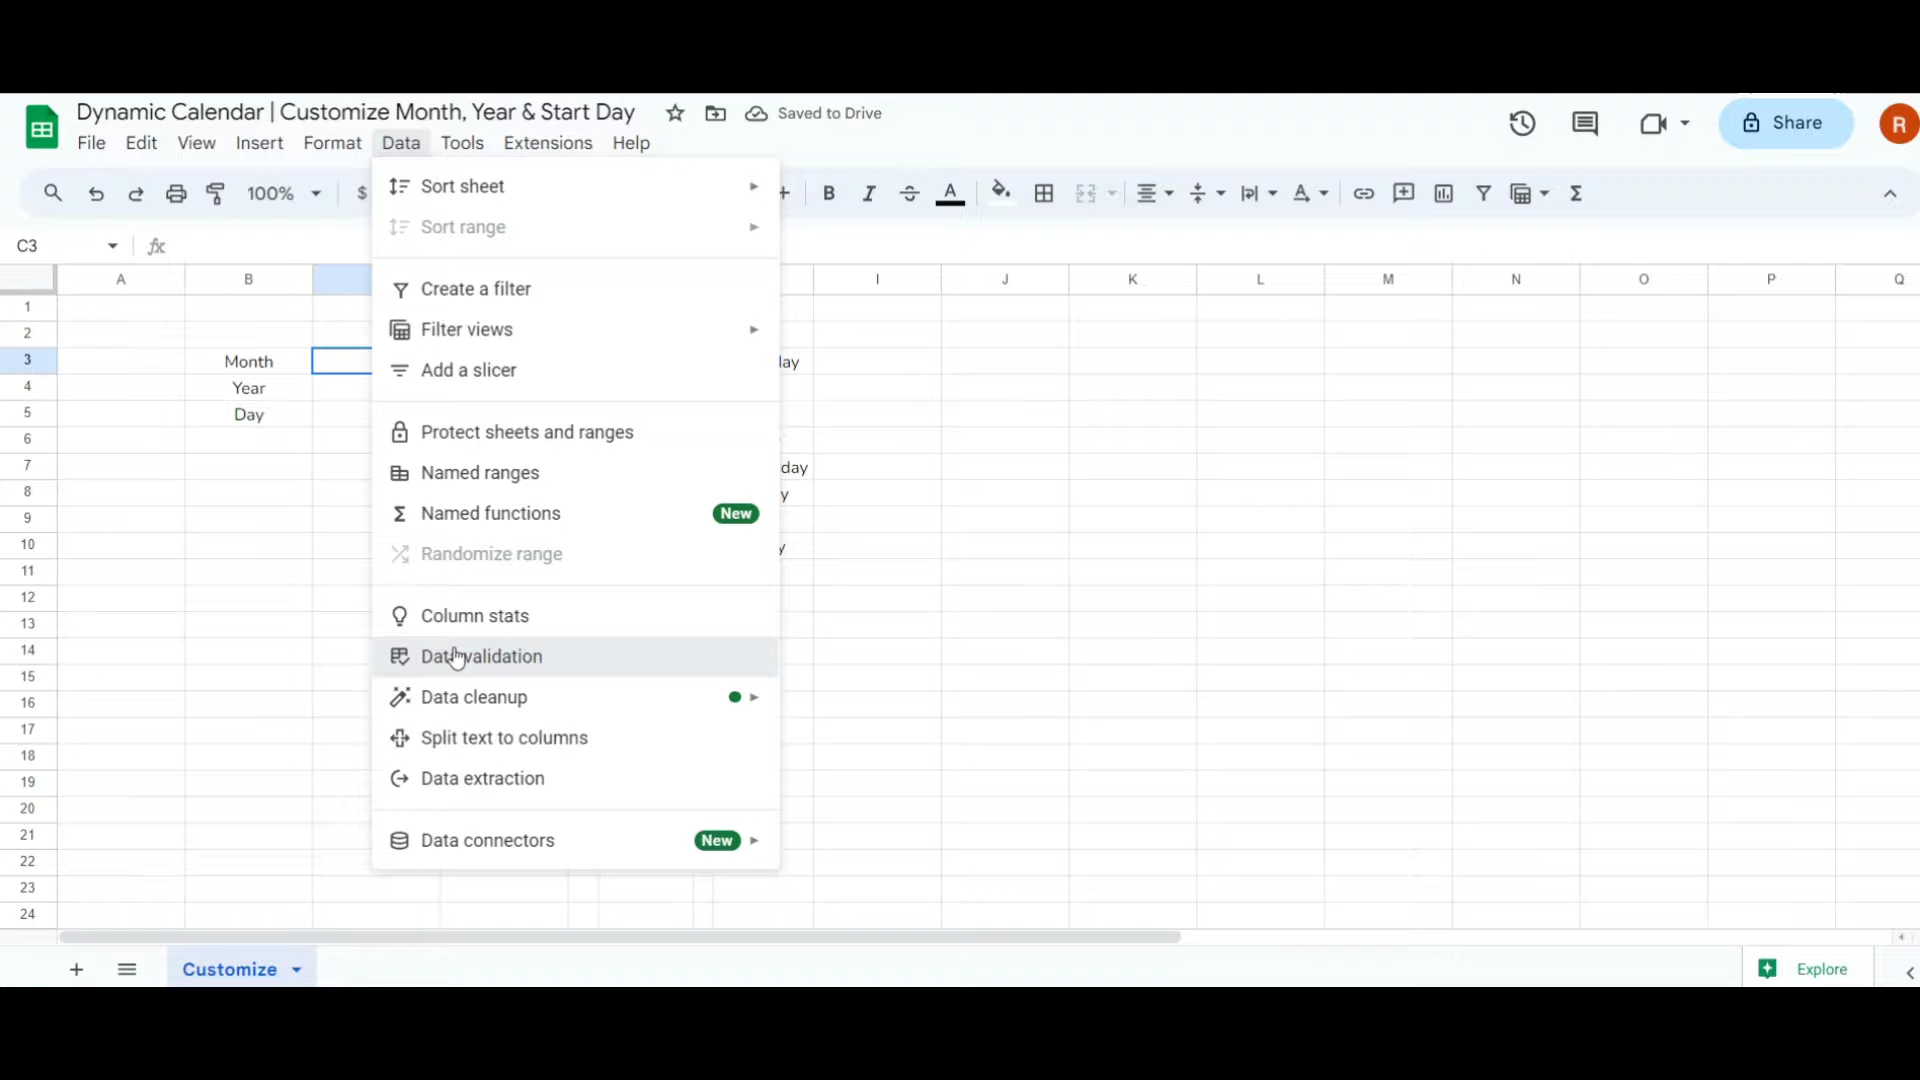 Dynamic Calendar | Customize Month, Year & Start Day
Saved to Drive
Share
R
File Edit View Insert Format Data Tools Extensions Help
100% $ B I A
C3 fx
A B I J K L M N O P Q
1
2
3 Month
4 Year
5 Day
6
7 day
8 y
9
10 y
11
12
13
14
15
16
17
18
19
20
21
22
23
24
Sort sheet
Sort range
Create a filter
Filter views
Add a slicer
Protect sheets and ranges
Named ranges
Named functions New
Randomize range
Column stats
Data validation
Data cleanup
Split text to columns
Data extraction
Data connectors New
Customize
Explore